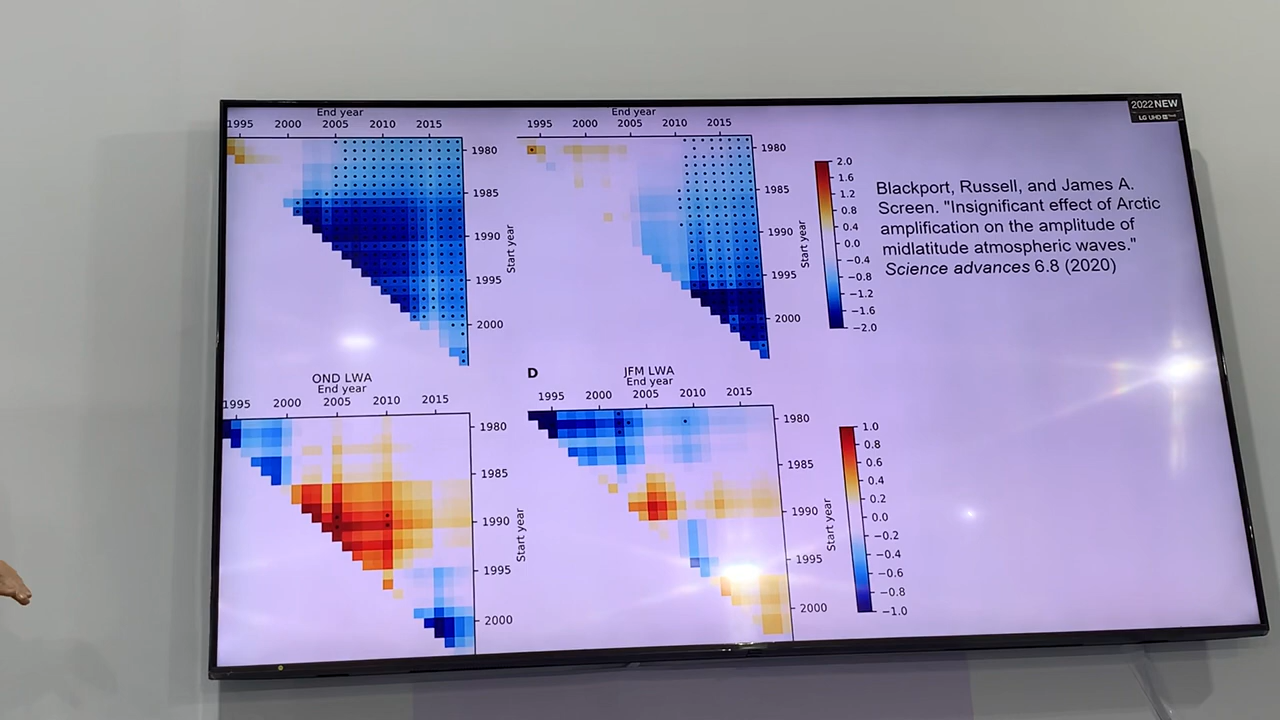 End year
1995 2000 2005 2010 2015
1980
1985
1990
1995
2000
Start year
End year
1995 2000 2005 2010 2015
1980
1985
1990
1995
2000
Start year
2.0
1.6
1.2
0.8
0.4
0.0
−0.4
−0.8
−1.2
−1.6
−2.0
2022 NEW
LG UHD
Blackport, Russell, and James A.
Screen. "Insignificant effect of Arctic
amplification on the amplitude of
midlatitude atmospheric waves."
Science advances 6.8 (2020)
OND LWA
End year
1995 2000 2005 2010 2015
1980
1985
1990
1995
2000
Start year
D
JFM LWA
End year
1995 2000 2005 2010 2015
1980
1985
1990
1995
2000
Start year
1.0
0.8
0.6
0.4
0.2
0.0
−0.2
−0.4
−0.6
−0.8
−1.0